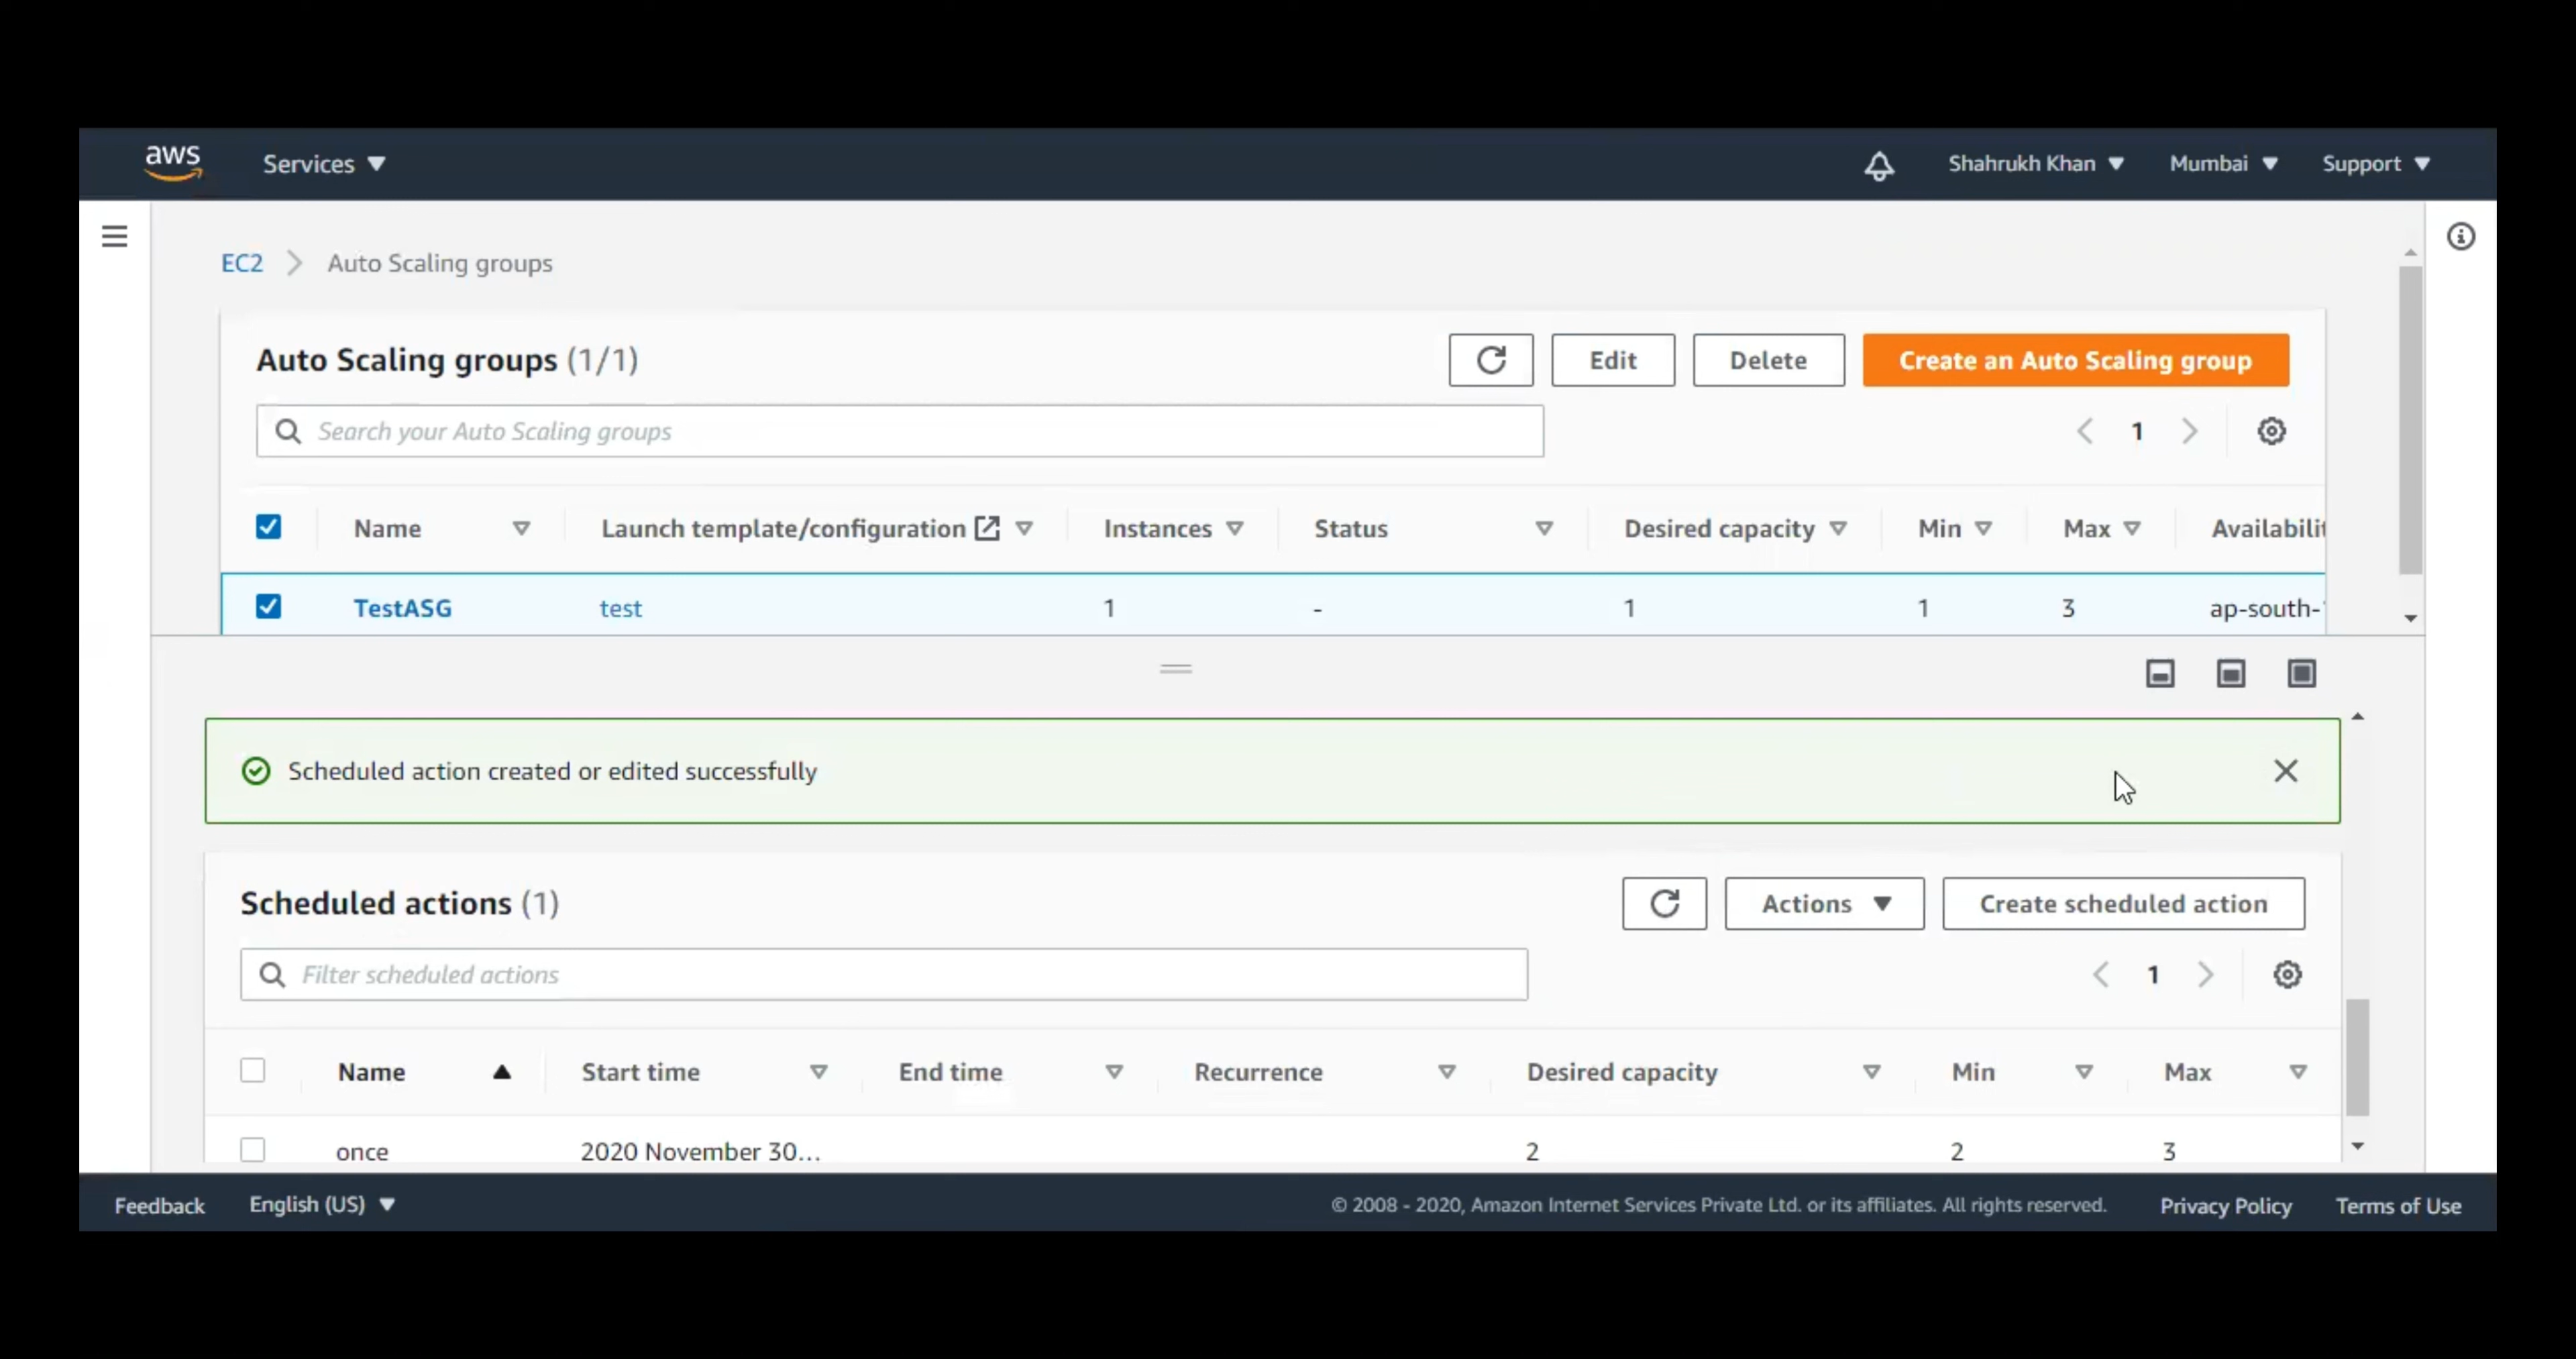 aws Services Shahrukh Khan Mumbai Support
EC2 Auto Scaling groups
Auto Scaling groups (1/1) Edit Delete Create an Auto Scaling group
Search your Auto Scaling groups 1
Name Launch template/configuration Instances Status Desired capacity Min Max Availabilit
TestASG test 1 - 1 1 3 ap-south-
Scheduled action created or edited successfully
Scheduled actions (1) Actions Create scheduled action
Filter scheduled actions 1
Name Start time End time Recurrence Desired capacity Min Max
once 2020 November 30... 2 2 3
Feedback English (US) © 2008 - 2020, Amazon Internet Services Private Ltd. or its affiliates. All rights reserved. Privacy Policy Terms of Use